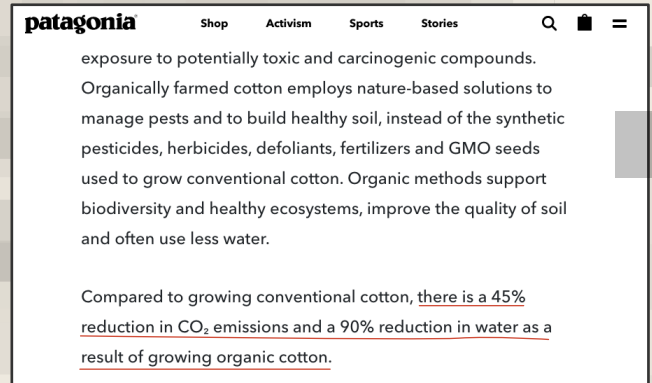 patagonia®
Shop Activism Sports Stories
exposure to potentially toxic and carcinogenic compounds.
Organically farmed cotton employs nature-based solutions to
manage pests and to build healthy soil, instead of the synthetic
pesticides, herbicides, defoliants, fertilizers and GMO seeds
used to grow conventional cotton. Organic methods support
biodiversity and healthy ecosystems, improve the quality of soil
and often use less water.
Compared to growing conventional cotton, there is a 45%
reduction in CO₂ emissions and a 90% reduction in water as a
result of growing organic cotton.